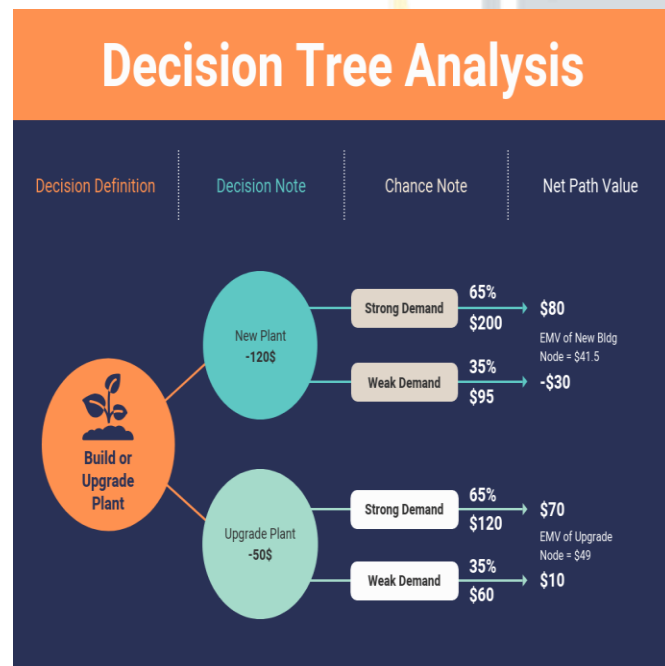 Decision Tree Analysis
Decision Definition
Decision Note
Chance Note
Net Path Value
Build or
Upgrade
Plant
New Plant
-120$
Strong Demand
65%
$200
$80
EMV of New Bldg
Node = $41.5
Weak Demand
35%
$95
-$30
Upgrade Plant
-50$
Strong Demand
65%
$120
$70
EMV of Upgrade
Node = $49
Weak Demand
35%
$60
$10